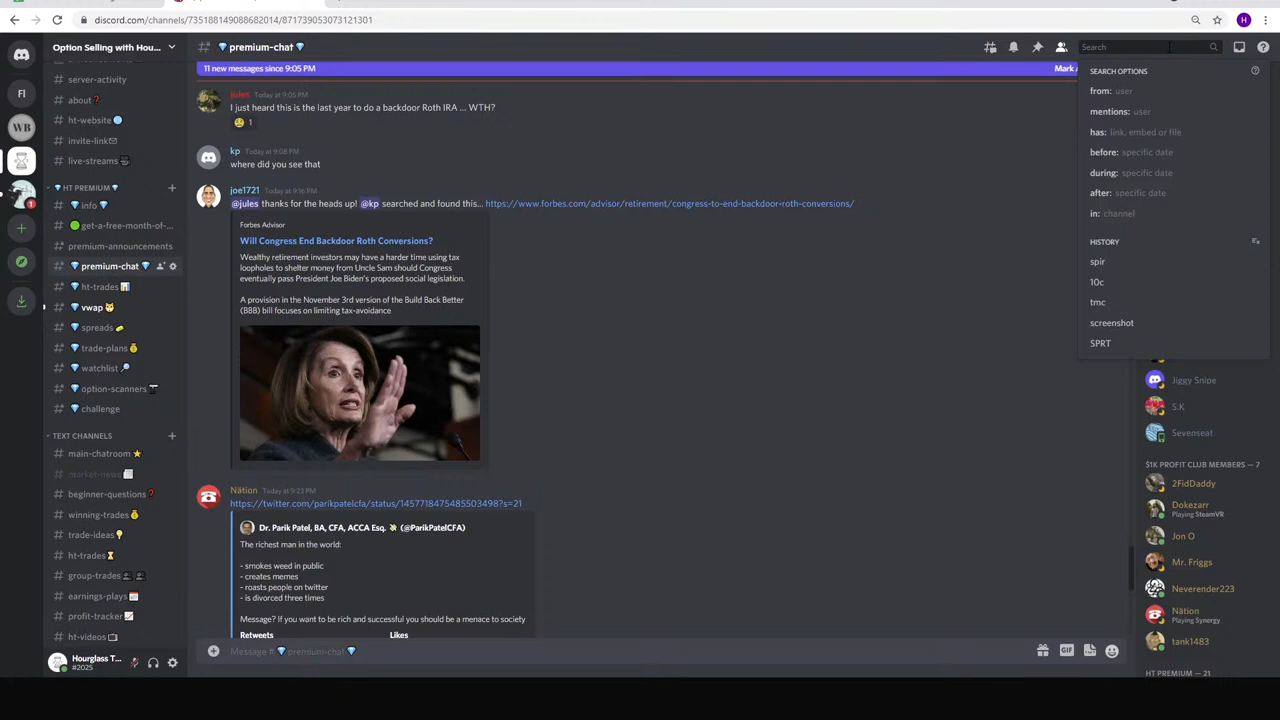 discord.com/channels/735188149088682014/871739053073121301
H
Option Selling with Hou...
server-activity
about
ht-website
invite-link
live-streams
HT PREMIUM
info
get-a-free-month-of-...
premium-announcements
premium-chat
ht-trades
vwap
spreads
trade-plans
watchlist
option-scanners
challenge
TEXT CHANNELS
main-chatroom
market-news
beginner-questions
winning-trades
trade-ideas
ht-trades
group-trades
earnings-plays
profit-tracker
ht-videos
Hourglass T...
#2025
FI
WB
1
premium-chat
11 new messages since 9:05 PM
Mark A
jules Today at 9:05 PM
I just heard this is the last year to do a backdoor Roth IRA ... WTH?
1
kp Today at 9:08 PM
where did you see that
joe1721 Today at 9:16 PM
@jules thanks for the heads up! @kp searched and found this... https://www.forbes.com/advisor/retirement/congress-to-end-backdoor-roth-conversions/
Forbes Advisor
Will Congress End Backdoor Roth Conversions?
Wealthy retirement investors may have a harder time using tax
loopholes to shelter money from Uncle Sam should Congress
eventually pass President Joe Biden's proposed social legislation.
A provision in the November 3rd version of the Build Back Better
(BBB) bill focuses on limiting tax-avoidance
Nätion Today at 9:23 PM
https://twitter.com/parikpatelcfa/status/1457718475485503498?s=21
Dr. Parik Patel, BA, CFA, ACCA Esq. (@ParikPatelCFA)
The richest man in the world:
- smokes weed in public
- creates memes
- roasts people on twitter
- is divorced three times
Message? If you want to be rich and successful you should be a menace to society
Retweets Likes
Message # premium-chat
GIF
Search
SEARCH OPTIONS
from: user
mentions: user
has: link, embed or file
before: specific date
during: specific date
after: specific date
in: channel
HISTORY
spir
10c
tmc
screenshot
SPRT
Jiggy Snipe
S.K
Sevenseat
$1K PROFIT CLUB MEMBERS — 7
2FidDaddy
Dokezarr
Playing SteamVR
Jon O
Mr. Friggs
Neverender223
Nätion
Playing Synergy
tank1483
HT PREMIUM — 21